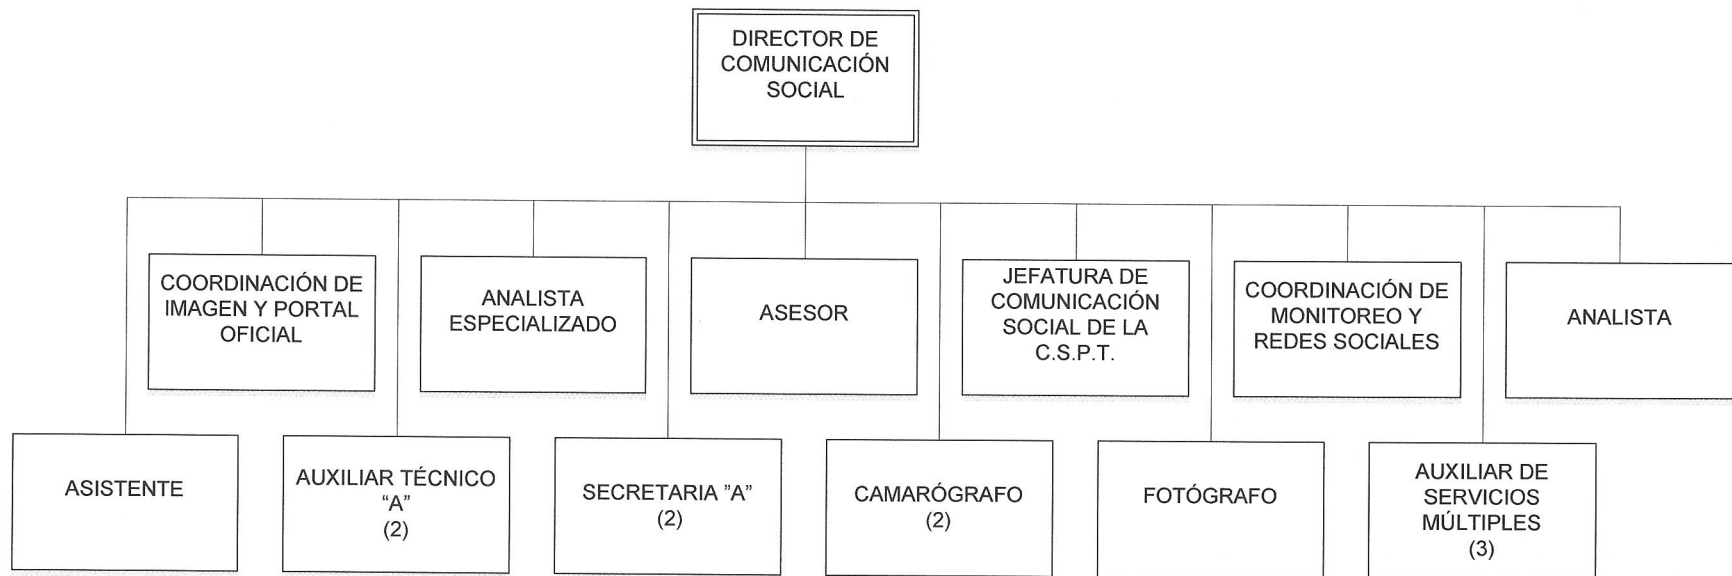 DIRECTOR DE
COMUNICACIÓN
SOCIAL
COORDINACIÓN DE
IMAGEN Y PORTAL
OFICIAL
ANALISTA
ESPECIALIZADO
ASESOR
JEFATURA DE
COMUNICACIÓN
SOCIAL DE LA
C.S.P.T.
COORDINACIÓN DE
MONITOREO Y
REDES SOCIALES
ANALISTA
ASISTENTE
AUXILIAR TÉCNICO
“A”
(2)
SECRETARIA ”A”
(2)
CAMARÓGRAFO
(2)
FOTÓGRAFO
AUXILIAR DE
SERVICIOS
MÚLTIPLES
(3)